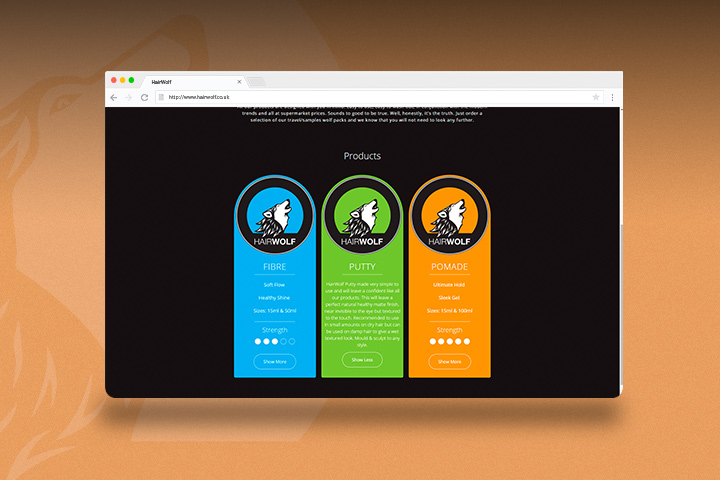 HairWolf
http://www.hairwolf.co.uk
trends and all at supermarket prices. Sounds to good to be true. Well, honestly, it's the truth. Just order a
selection of our travel/samples wolf packs and we know that you will not need to look any further.
Products
HAIRWOLF
HAIRWOLF
HAIRWOLF
FIBRE
Soft Flow
Healthy Shine
Sizes: 15ml & 50ml
Strength
Show More
PUTTY
HairWolf Putty made very simple to
use and will leave a confident like all
our products. This will leave a
perfect natural healthy matte finish,
near invisible to the eye but textured
to the touch. Recommended to use
in small amounts on dry hair but can
be used on damp hair to give a wet
textured look. Mould & sculpt to any
style.
Show Less
POMADE
Ultimate Hold
Sleek Gel
Sizes: 15ml & 100ml
Strength
Show More